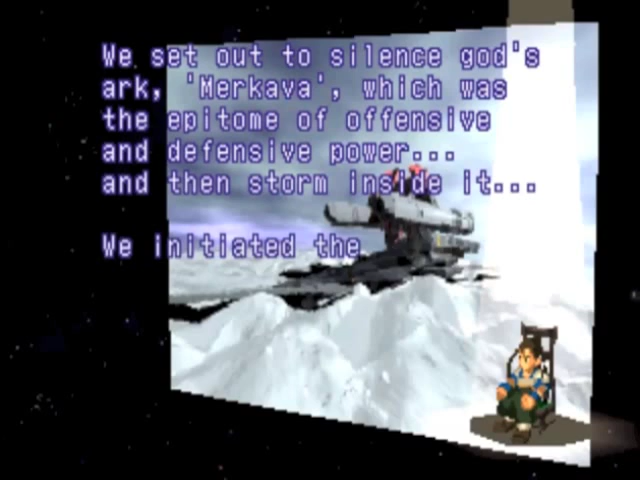 We set out to silence god's
ark, 'Merkava', which was
the epitome of offensive
and defensive power...
and then storm inside it...
We initiated the